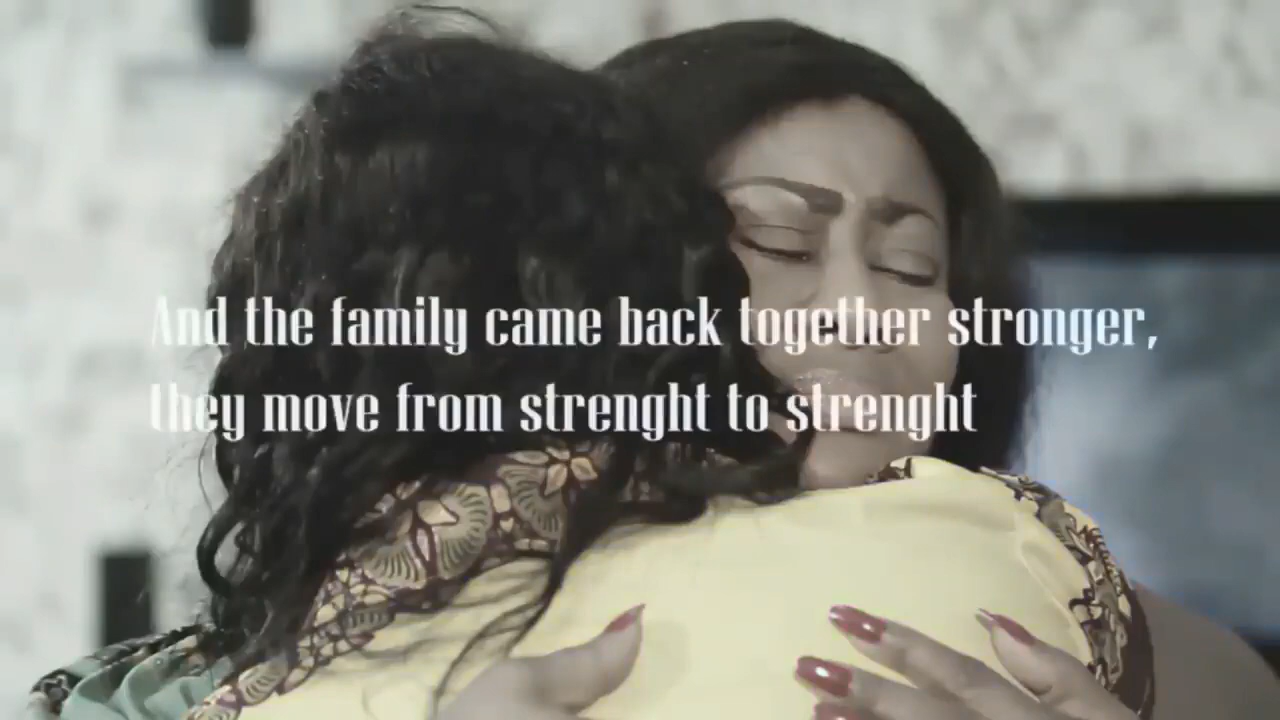 And the family came back together stronger,
they move from strenght to strenght